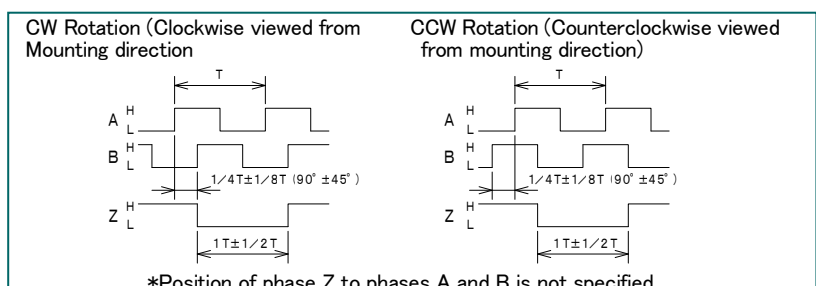 CW Rotation (Clockwise viewed from
Mounting direction
T
A H
L
B H
L
1/4T±1/8T (90° ±45°)
Z H
L
1T±1/2T
CCW Rotation (Counterclockwise viewed
from mounting direction)
T
A H
L
B H
L
1/4T±1/8T (90° ±45°)
Z H
L
1T±1/2T
*Position of phase Z to phases A and B is not specified